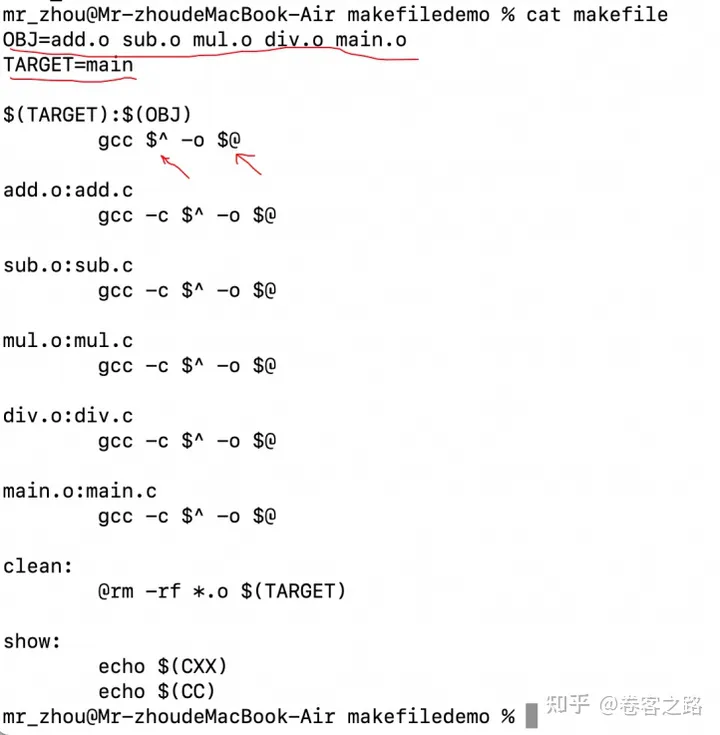 mr_zhou@Mr-zhoudeMacBook-Air makefiledemo % cat makefile
OBJ=add.o sub.o mul.o div.o main.o
TARGET=main
$(TARGET):$(OBJ)
gcc $^ -o $@
add.o:add.c
gcc -c $^ -o $@
sub.o:sub.c
gcc -c $^ -o $@
mul.o:mul.c
gcc -c $^ -o $@
div.o:div.c
gcc -c $^ -o $@
main.o:main.c
gcc -c $^ -o $@
clean:
@rm -rf *.o $(TARGET)
show:
echo $(CXX)
echo $(CC)
mr_zhou@Mr-zhoudeMacBook-Air makefiledemo %
知乎 @卷客之路